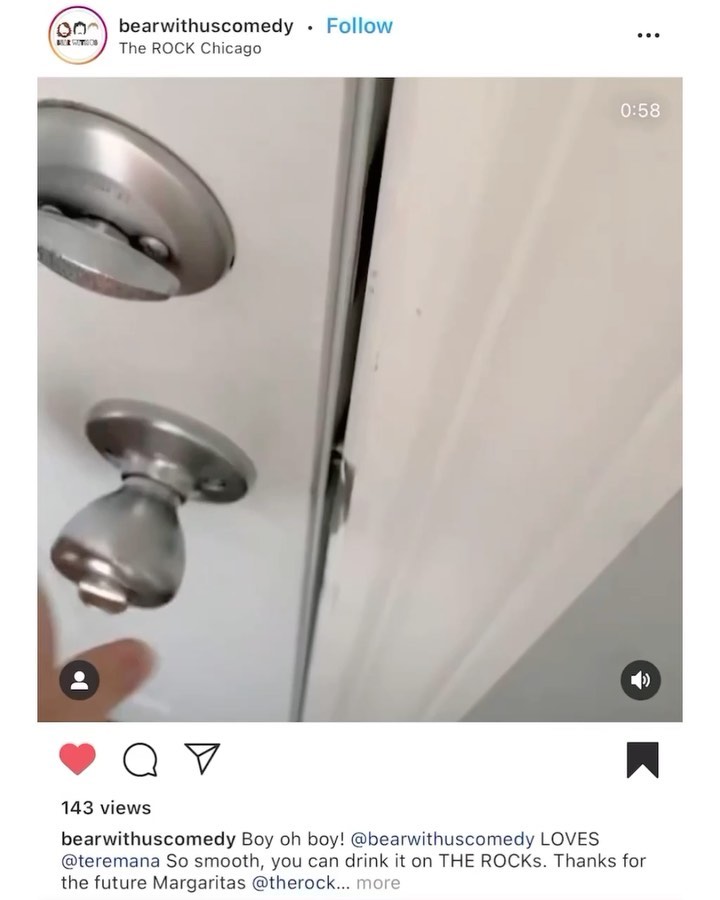 bearwithuscomedy • Follow
The ROCK Chicago
0:58
143 views
bearwithuscomedy Boy oh boy! @bearwithuscomedy LOVES
@teremana So smooth, you can drink it on THE ROCKs. Thanks for
the future Margaritas @therock... more